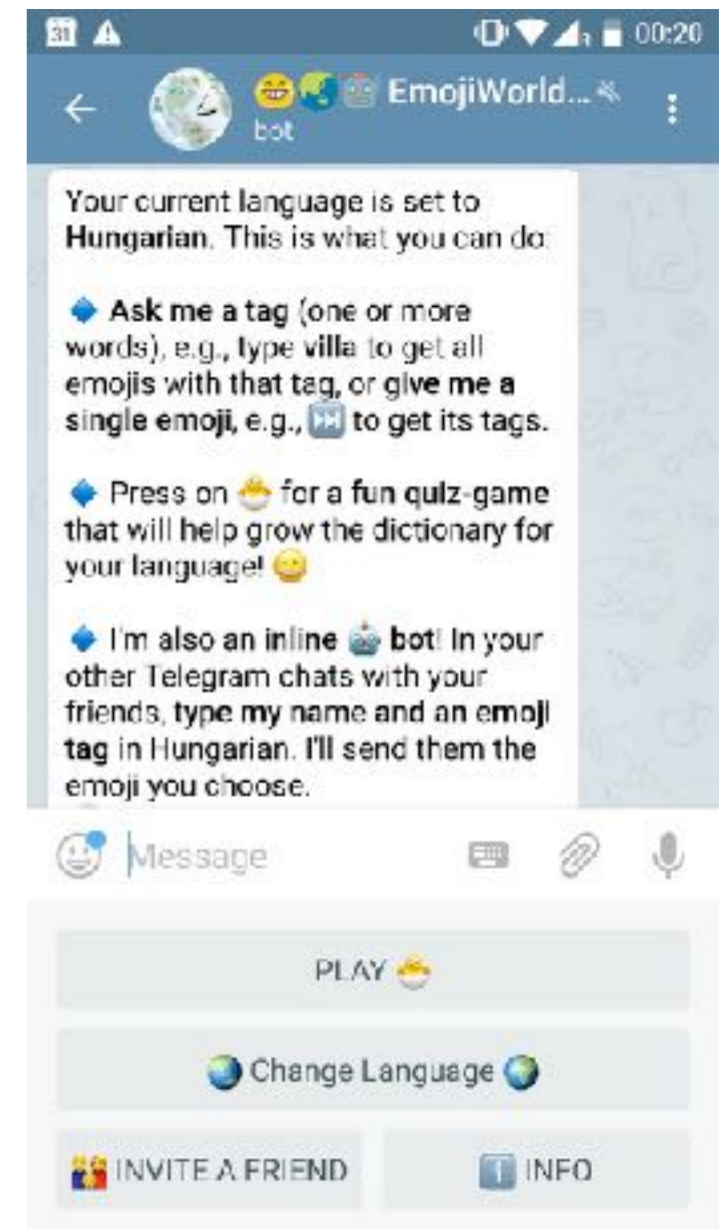 31 00:20
😁🌏🤖 EmojiWorld...
bot
Your current language is set to
Hungarian. This is what you can do:
🔹 Ask me a tag (one or more
words), e.g., type villa to get all
emojis with that tag, or give me a
single emoji, e.g., ⏭ to get its tags.
🔹 Press on 🐣 for a fun quiz-game
that will help grow the dictionary for
your language! 😊
🔹 I'm also an inline 🤖 bot! In your
other Telegram chats with your
friends, type my name and an emoji
tag in Hungarian. I'll send them the
emoji you choose.
Message
PLAY 🐣
🌏 Change Language 🌍
👫 INVITE A FRIEND
ℹ️ INFO